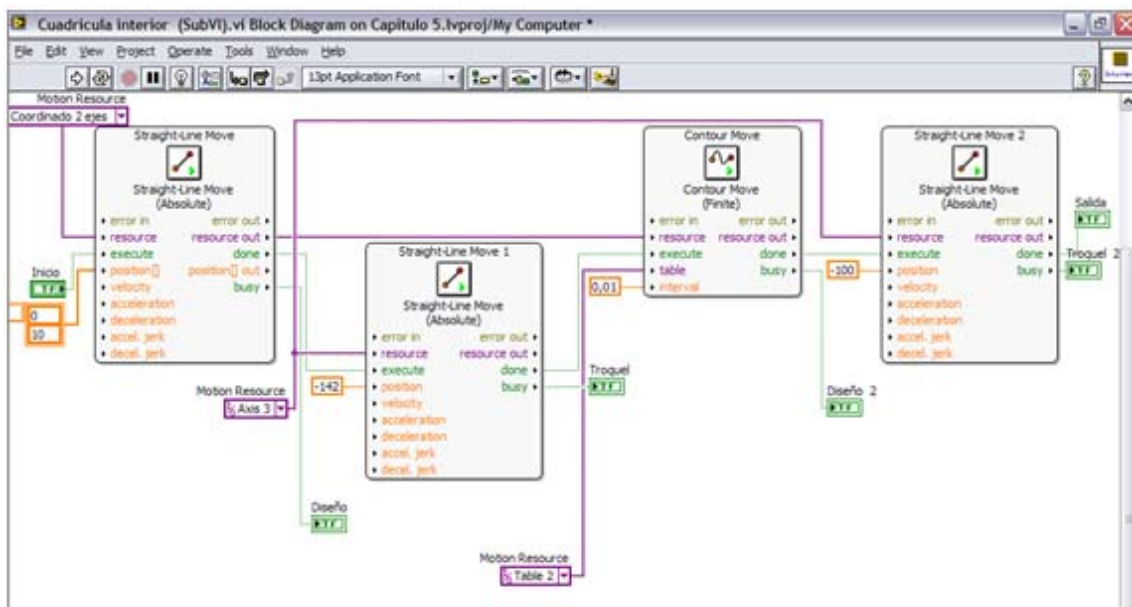 Cuadricula interior (SubVI).vi Block Diagram on Capitulo 5.lvproj/My Computer *
File Edit View Project Operate Tools Window Help
13pt Application Font
Motion Resource
Coordinado 2 ejes
Straight-Line Move
Straight-Line Move
(Absolute)
error in error out
resource resource out
execute done
position[] position[] out
velocity busy
acceleration
deceleration
accel. jerk
decel. jerk
Inicio
TF
0
10
Straight-Line Move 1
Straight-Line Move
(Absolute)
error in error out
resource resource out
execute done
position busy
velocity
acceleration
deceleration
accel. jerk
decel. jerk
-142
Motion Resource
Axis 3
Diseño
TF
Troquel
TF
Contour Move
Contour Move
(Finite)
error in error out
resource resource out
execute done
table busy
interval
0,01
Motion Resource
Table 2
Diseño 2
TF
Straight-Line Move 2
Straight-Line Move
(Absolute)
error in error out
resource resource out
execute done
position busy
velocity
acceleration
deceleration
accel. jerk
decel. jerk
-100
Salida
TF
Troquel 2
TF